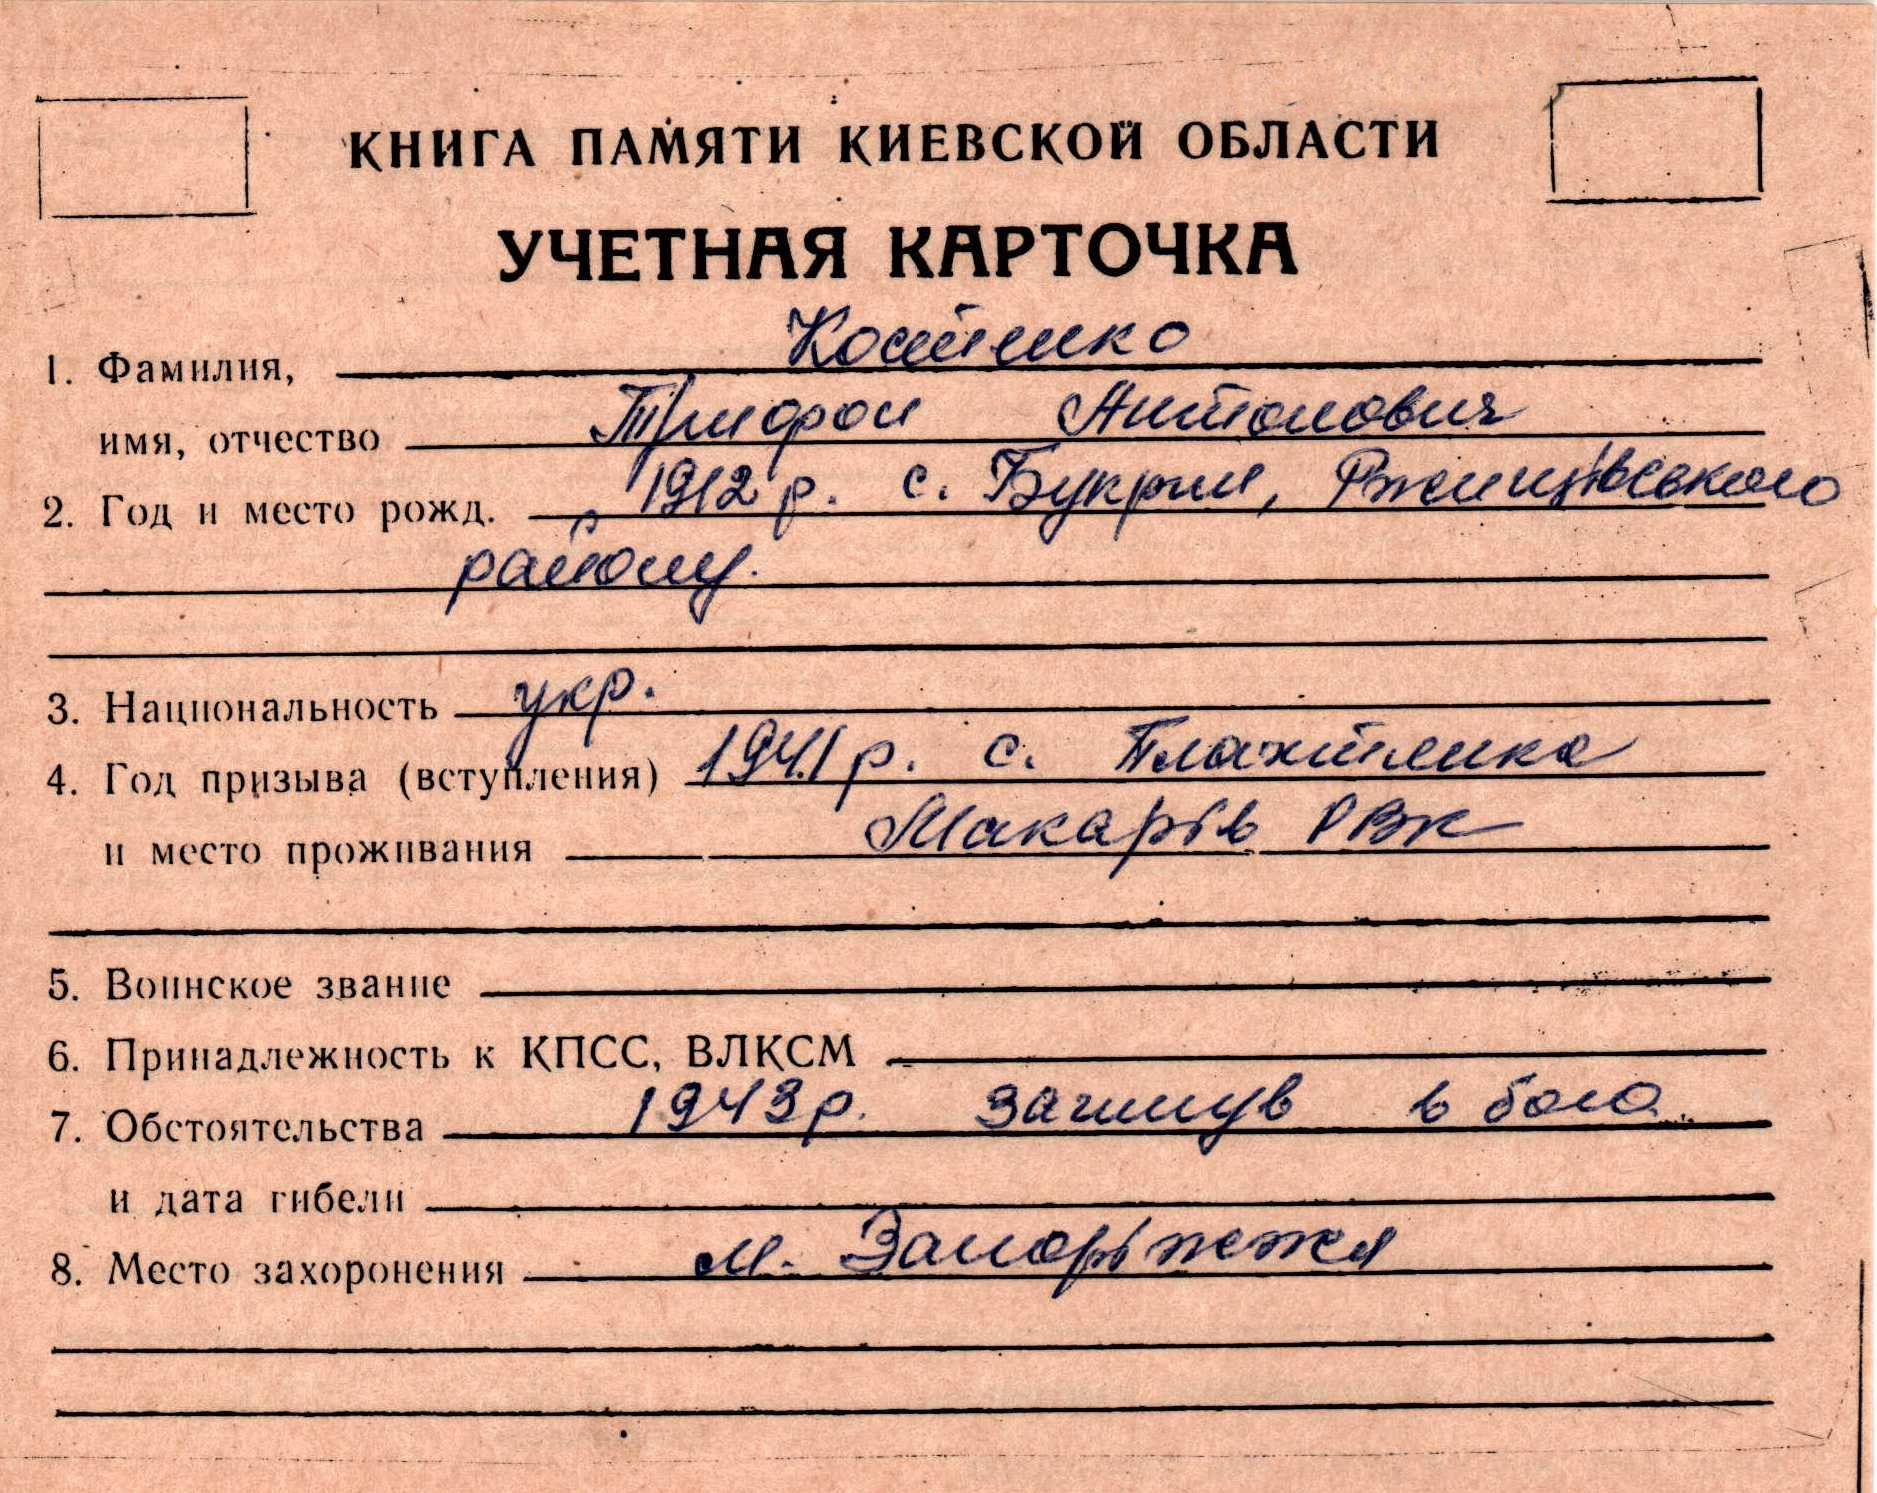 КНИГА ПАМЯТИ КИЕВСКОЙ ОБЛАСТИ
УЧЕТНАЯ КАРТОЧКА
1. Фамилия, Костенко
имя, отчество Трифон Антонович
2. Год и место рожд. 1912 р. с. Букрин, Ржищівського
району.
3. Национальность укр.
4. Год призыва (вступления) 1941 р. с. Плахтянка
и место проживания Макарів РВК
5. Воинское звание
6. Принадлежность к КПСС, ВЛКСМ
7. Обстоятельства 1943 р. загинув в бою
и дата гибели
8. Место захоронения м. Запоріжжя